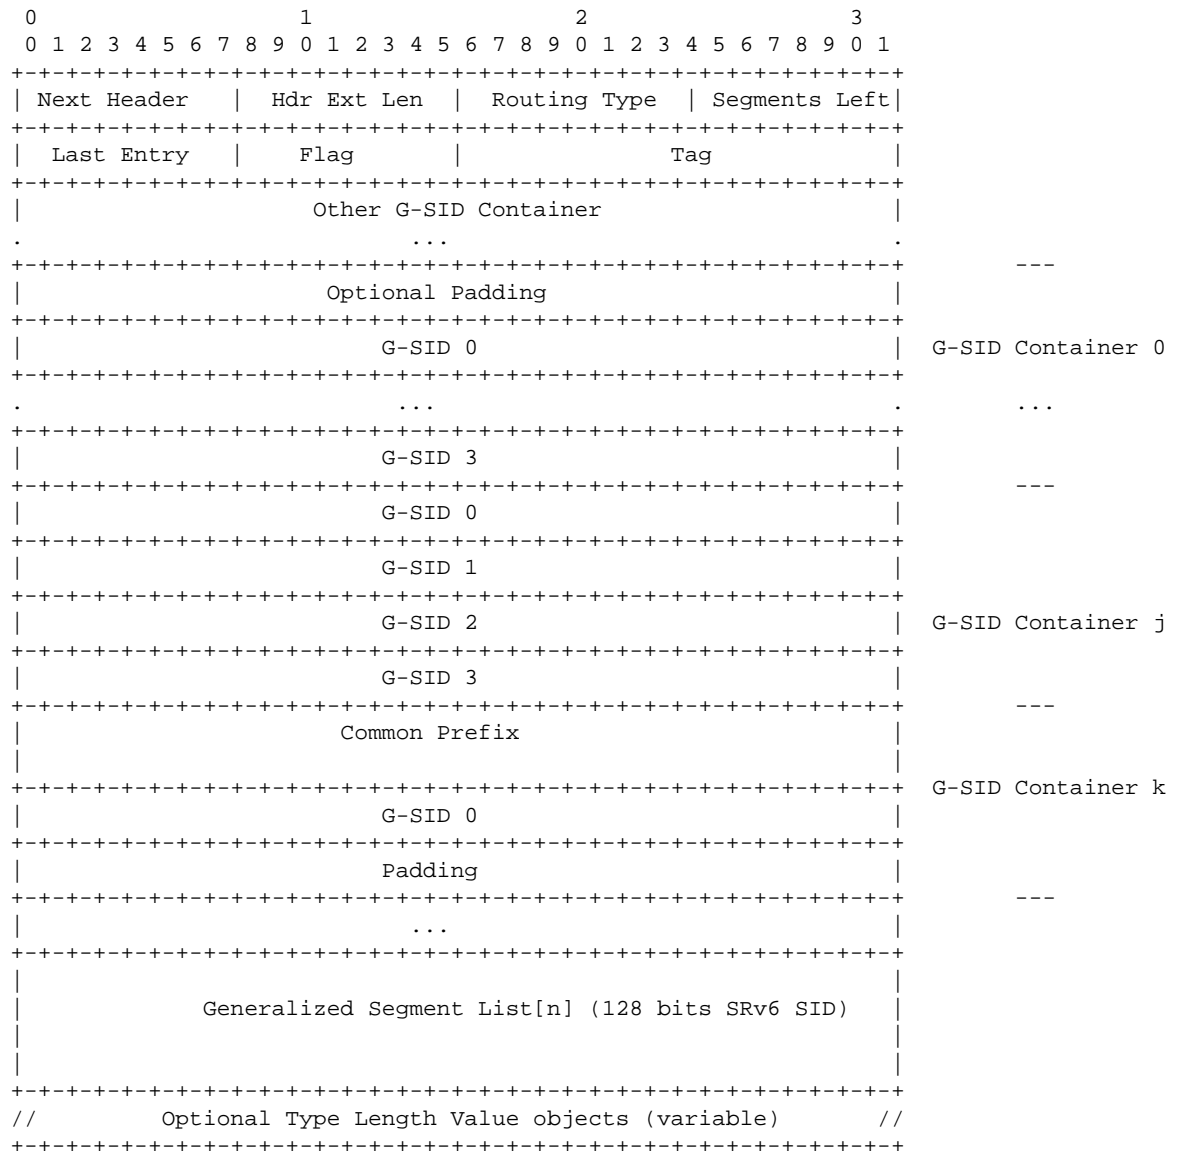 0                   1                   2                   3
 0 1 2 3 4 5 6 7 8 9 0 1 2 3 4 5 6 7 8 9 0 1 2 3 4 5 6 7 8 9 0 1
+-+-+-+-+-+-+-+-+-+-+-+-+-+-+-+-+-+-+-+-+-+-+-+-+-+-+-+-+-+-+-+-+
| Next Header   |  Hdr Ext Len  |  Routing Type  | Segments Left|
+-+-+-+-+-+-+-+-+-+-+-+-+-+-+-+-+-+-+-+-+-+-+-+-+-+-+-+-+-+-+-+-+
|  Last Entry   |    Flag       |               Tag             |
+-+-+-+-+-+-+-+-+-+-+-+-+-+-+-+-+-+-+-+-+-+-+-+-+-+-+-+-+-+-+-+-+
|                     Other G-SID Container                     |
.                            ...                                .
+-+-+-+-+-+-+-+-+-+-+-+-+-+-+-+-+-+-+-+-+-+-+-+-+-+-+-+-+-+-+-+-+        ---
|                      Optional Padding                         |
+-+-+-+-+-+-+-+-+-+-+-+-+-+-+-+-+-+-+-+-+-+-+-+-+-+-+-+-+-+-+-+-+
|                          G-SID 0                              |  G-SID Container 0
+-+-+-+-+-+-+-+-+-+-+-+-+-+-+-+-+-+-+-+-+-+-+-+-+-+-+-+-+-+-+-+-+
.                           ...                                 .        ...
+-+-+-+-+-+-+-+-+-+-+-+-+-+-+-+-+-+-+-+-+-+-+-+-+-+-+-+-+-+-+-+-+
|                          G-SID 3                              |
+-+-+-+-+-+-+-+-+-+-+-+-+-+-+-+-+-+-+-+-+-+-+-+-+-+-+-+-+-+-+-+-+        ---
|                          G-SID 0                              |
+-+-+-+-+-+-+-+-+-+-+-+-+-+-+-+-+-+-+-+-+-+-+-+-+-+-+-+-+-+-+-+-+
|                          G-SID 1                              |
+-+-+-+-+-+-+-+-+-+-+-+-+-+-+-+-+-+-+-+-+-+-+-+-+-+-+-+-+-+-+-+-+
|                          G-SID 2                              |  G-SID Container j
+-+-+-+-+-+-+-+-+-+-+-+-+-+-+-+-+-+-+-+-+-+-+-+-+-+-+-+-+-+-+-+-+
|                          G-SID 3                              |
+-+-+-+-+-+-+-+-+-+-+-+-+-+-+-+-+-+-+-+-+-+-+-+-+-+-+-+-+-+-+-+-+        ---
|                       Common Prefix                           |
|                                                               |
+-+-+-+-+-+-+-+-+-+-+-+-+-+-+-+-+-+-+-+-+-+-+-+-+-+-+-+-+-+-+-+-+  G-SID Container k
|                          G-SID 0                              |
+-+-+-+-+-+-+-+-+-+-+-+-+-+-+-+-+-+-+-+-+-+-+-+-+-+-+-+-+-+-+-+-+
|                          Padding                              |
+-+-+-+-+-+-+-+-+-+-+-+-+-+-+-+-+-+-+-+-+-+-+-+-+-+-+-+-+-+-+-+-+        ---
|                            ...                                |
+-+-+-+-+-+-+-+-+-+-+-+-+-+-+-+-+-+-+-+-+-+-+-+-+-+-+-+-+-+-+-+-+
|                                                               |
|             Generalized Segment List[n] (128 bits SRv6 SID)   |
|                                                               |
|                                                               |
+-+-+-+-+-+-+-+-+-+-+-+-+-+-+-+-+-+-+-+-+-+-+-+-+-+-+-+-+-+-+-+-+
//         Optional Type Length Value objects (variable)       //
+-+-+-+-+-+-+-+-+-+-+-+-+-+-+-+-+-+-+-+-+-+-+-+-+-+-+-+-+-+-+-+-+